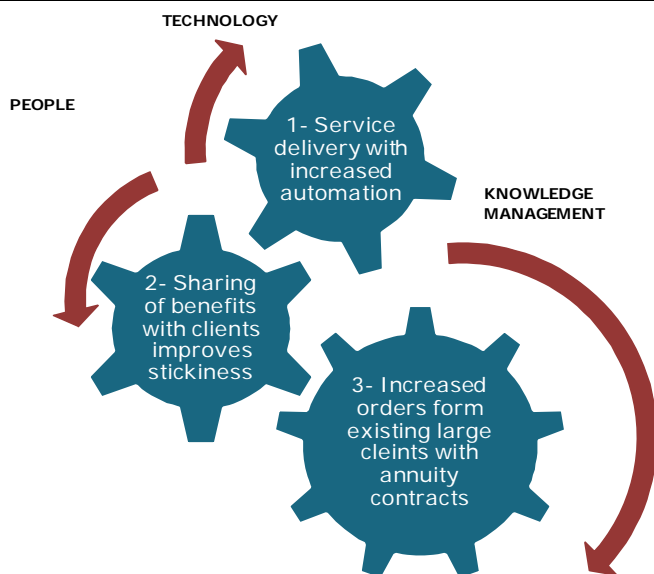 TECHNOLOGY
PEOPLE
1- Service
delivery with
increased
automation
KNOWLEDGE
MANAGEMENT
2- Sharing
of benefits
with clients
improves
stickiness
3- Increased
orders form
existing large
cleints with
annuity
contracts